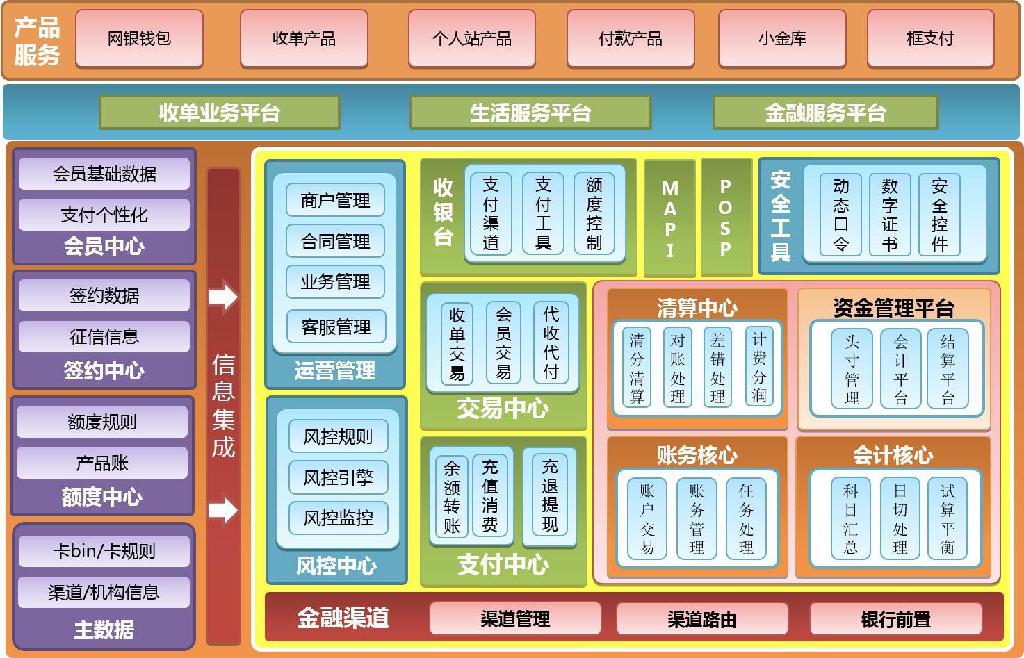 产品
服务
网银钱包
收单产品
个人站产品
付款产品
小金库
框支付
收单业务平台
生活服务平台
金融服务平台
会员基础数据
支付个性化
会员中心
签约数据
征信信息
签约中心
额度规则
产品账
额度中心
卡bin/卡规则
渠道/机构信息
主数据
信息集成
商户管理
合同管理
业务管理
客服管理
运营管理
风控规则
风控引擎
风控监控
风控中心
收银台
支付渠道
支付工具
额度控制
MAPI
POSP
安全工具
动态口令
数字证书
安全控件
收单交易
会员交易
代收代付
交易中心
余额转账
充值消费
充退提现
支付中心
清算中心
清分清算
对账处理
差错处理
计费分润
资金管理平台
头寸管理
会计平台
结算平台
账务核心
账户交易
账务管理
任务处理
会计核心
科目汇总
日切处理
试算平衡
金融渠道
渠道管理
渠道路由
银行前置